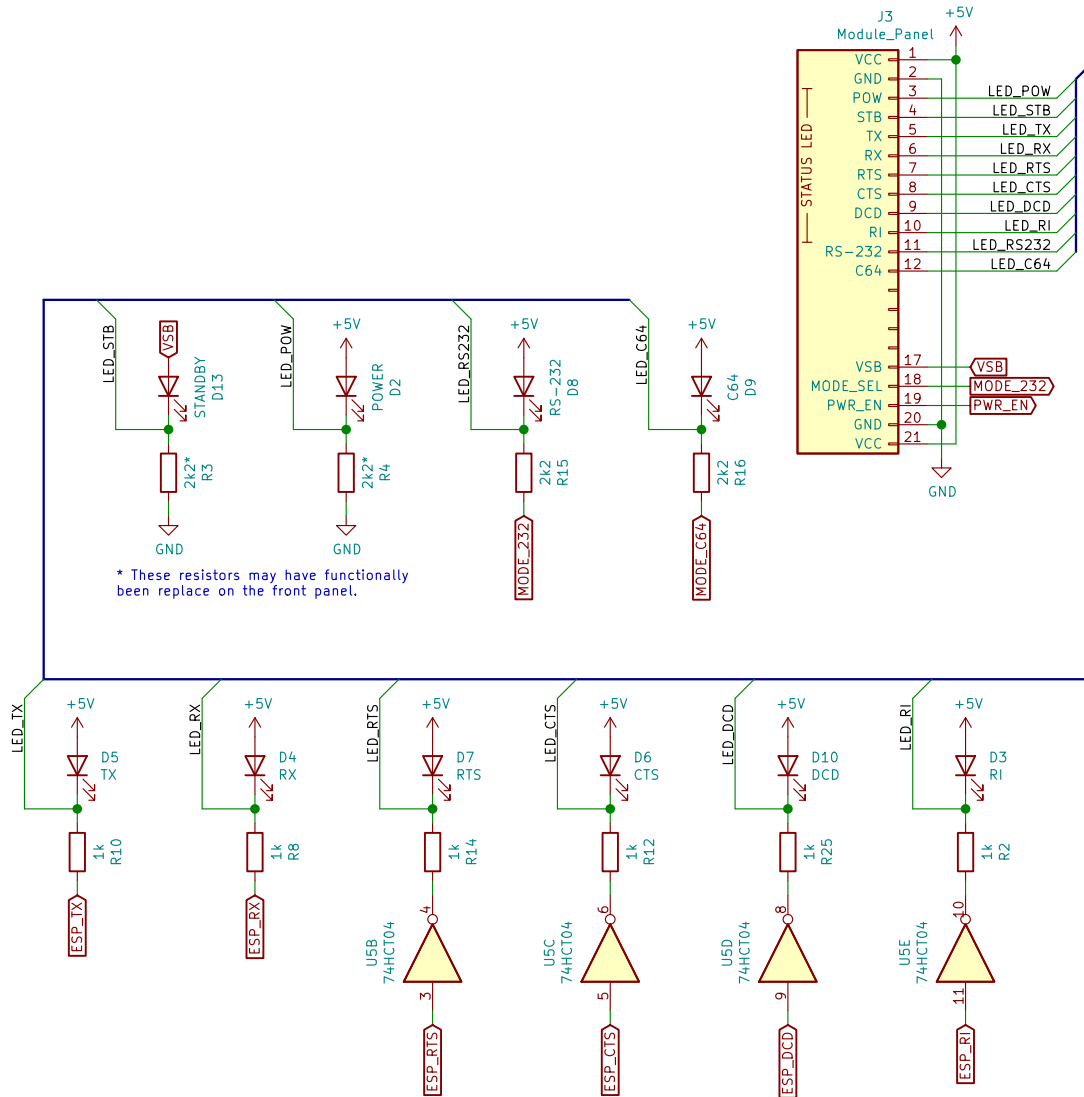 J3
Module_Panel
+5V
VCC 1
GND 2
POW 3 LED_POW
STB 4 LED_STB
TX 5 LED_TX
RX 6 LED_RX
RTS 7 LED_RTS
CTS 8 LED_CTS
DCD 9 LED_DCD
RI 10 LED_RI
RS-232 11 LED_RS232
C64 12 LED_C64
STATUS LED
VSB 17 VSB
MODE_SEL 18 MODE_232
PWR_EN 19 PWR_EN
GND 20
VCC 21
GND
LED_STB
VSB
STANDBY
D13
2k2*
R3
GND
LED_POW
+5V
POWER
D2
2k2*
R4
GND
LED_RS232
+5V
RS-232
D8
2k2
R15
MODE_232
LED_C64
+5V
C64
D9
2k2
R16
MODE_C64
* These resistors may have functionally
been replace on the front panel.
LED_TX
+5V
D5
TX
1k
R10
ESP_TX
LED_RX
+5V
D4
RX
1k
R8
ESP_RX
LED_RTS
+5V
D7
RTS
1k
R14
4
U5B
74HCT04
3
ESP_RTS
LED_CTS
+5V
D6
CTS
1k
R12
6
U5C
74HCT04
5
ESP_CTS
LED_DCD
+5V
D10
DCD
1k
R25
8
U5D
74HCT04
9
ESP_DCD
LED_RI
+5V
D3
RI
1k
R2
10
U5E
74HCT04
11
ESP_RI